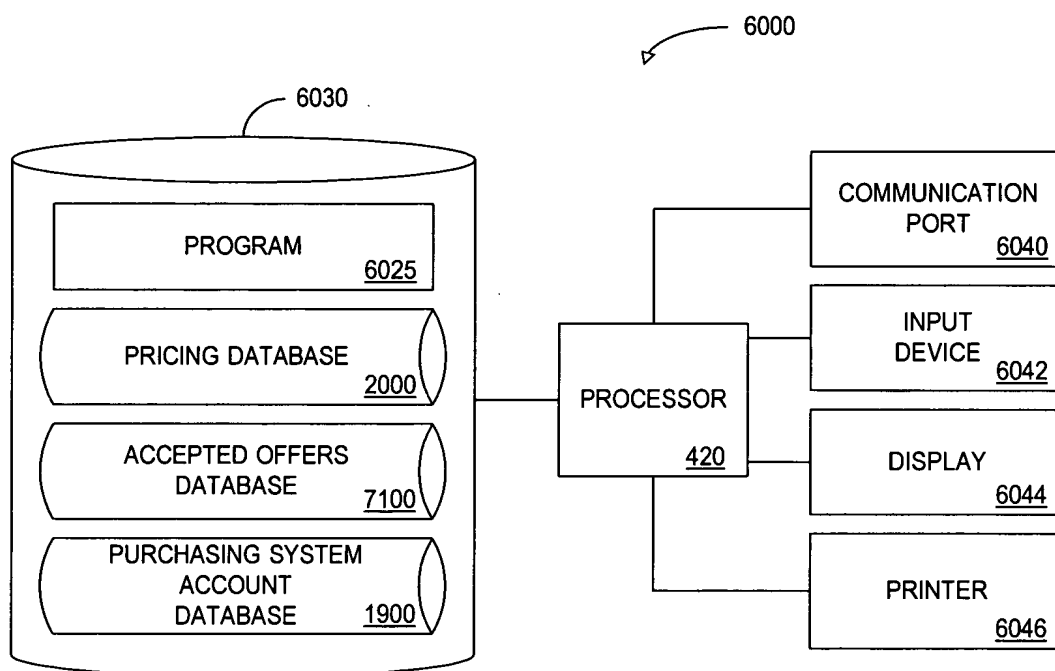 6000
6030
PROGRAM
6025
PRICING DATABASE
2000
ACCEPTED OFFERS
DATABASE
7100
PURCHASING SYSTEM
ACCOUNT
DATABASE
1900
PROCESSOR
420
COMMUNICATION
PORT
6040
INPUT
DEVICE
6042
DISPLAY
6044
PRINTER
6046